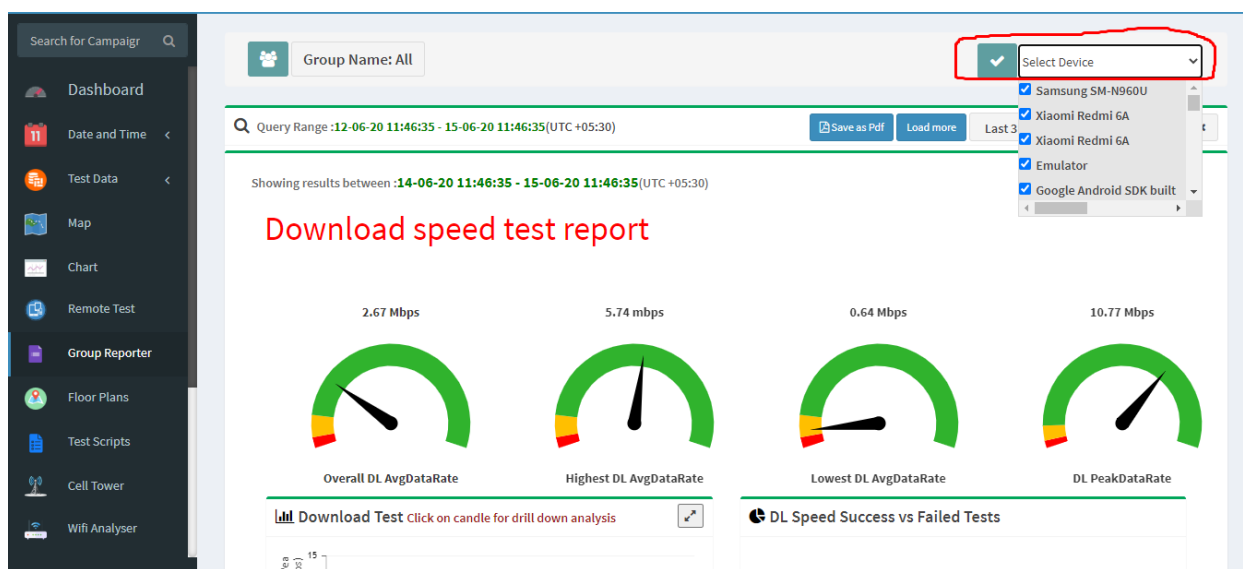 Search for Campaigr
Dashboard
11
Date and Time
Test Data
Map
Chart
Remote Test
Group Reporter
Floor Plans
Test Scripts
Cell Tower
Wifi Analyser
Group Name: All
Select Device
Samsung SM-N960U
Xiaomi Redmi 6A
Xiaomi Redmi 6A
Emulator
Google Android SDK built
Query Range :12-06-20 11:46:35 - 15-06-20 11:46:35(UTC +05:30)
Save as Pdf
Load more
Last 3
Showing results between :14-06-20 11:46:35 - 15-06-20 11:46:35(UTC +05:30)
Download speed test report
2.67 Mbps
5.74 mbps
0.64 Mbps
10.77 Mbps
Overall DL AvgDataRate
Highest DL AvgDataRate
Lowest DL AvgDataRate
DL PeakDataRate
Download Test Click on candle for drill down analysis
DL Speed Success vs Failed Tests
15